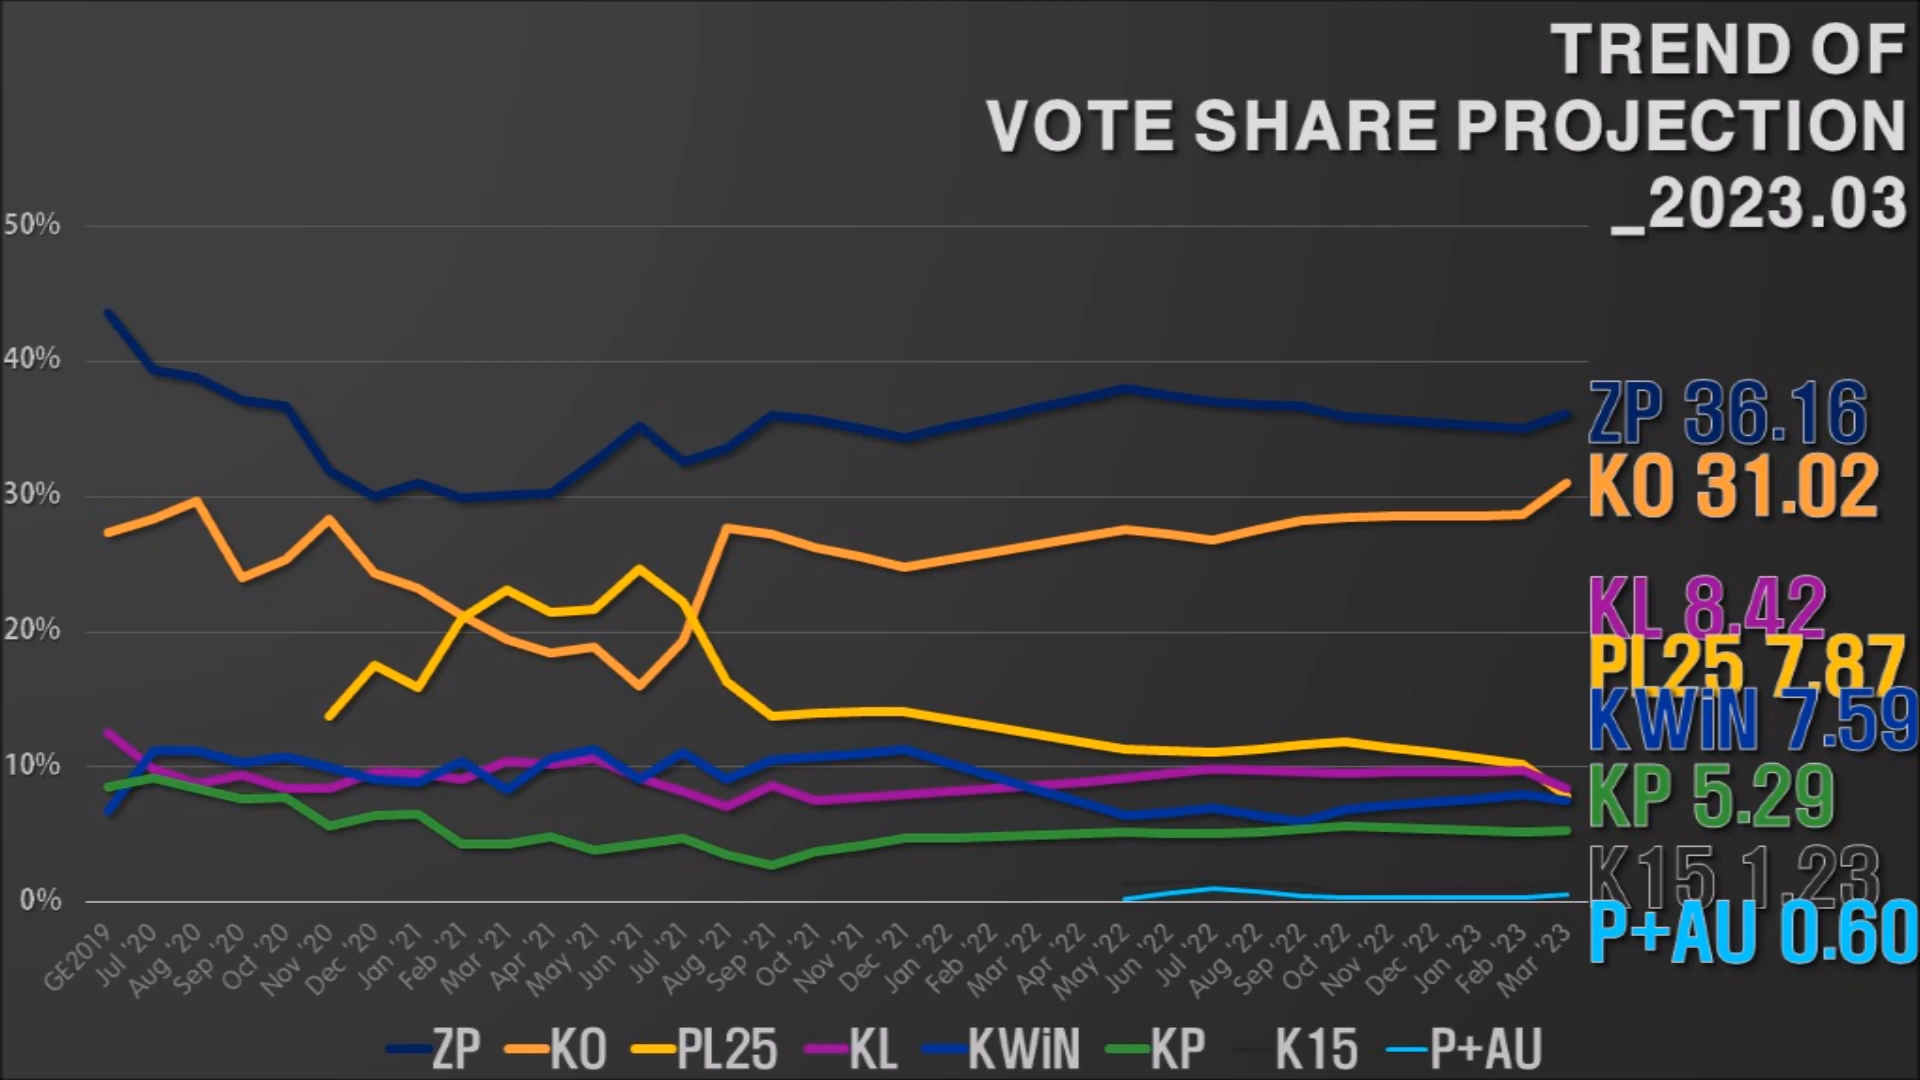 TREND OF
VOTE SHARE PROJECTION
_2023.03
50%
40%
30%
20%
10%
0%
ZP 36.16
KO 31.02
KL 8.42
PL25 7.87
KWiN 7.59
KP 5.29
K15 1.23
P+AU 0.60
GE2019 Jul '20 Aug '20 Sep '20 Oct '20 Nov '20 Dec '20 Jan '21 Feb '21 Mar '21 Apr '21 May '21 Jun '21 Jul '21 Aug '21 Sep '21 Oct '21 Nov '21 Dec '21 Jan '22 Feb '22 Mar '22 Apr '22 May '22 Jun '22 Jul '22 Aug '22 Sep '22 Oct '22 Nov '22 Dec '22 Jan '23 Feb '23 Mar '23
ZP KO PL25 KL KWiN KP K15 P+AU